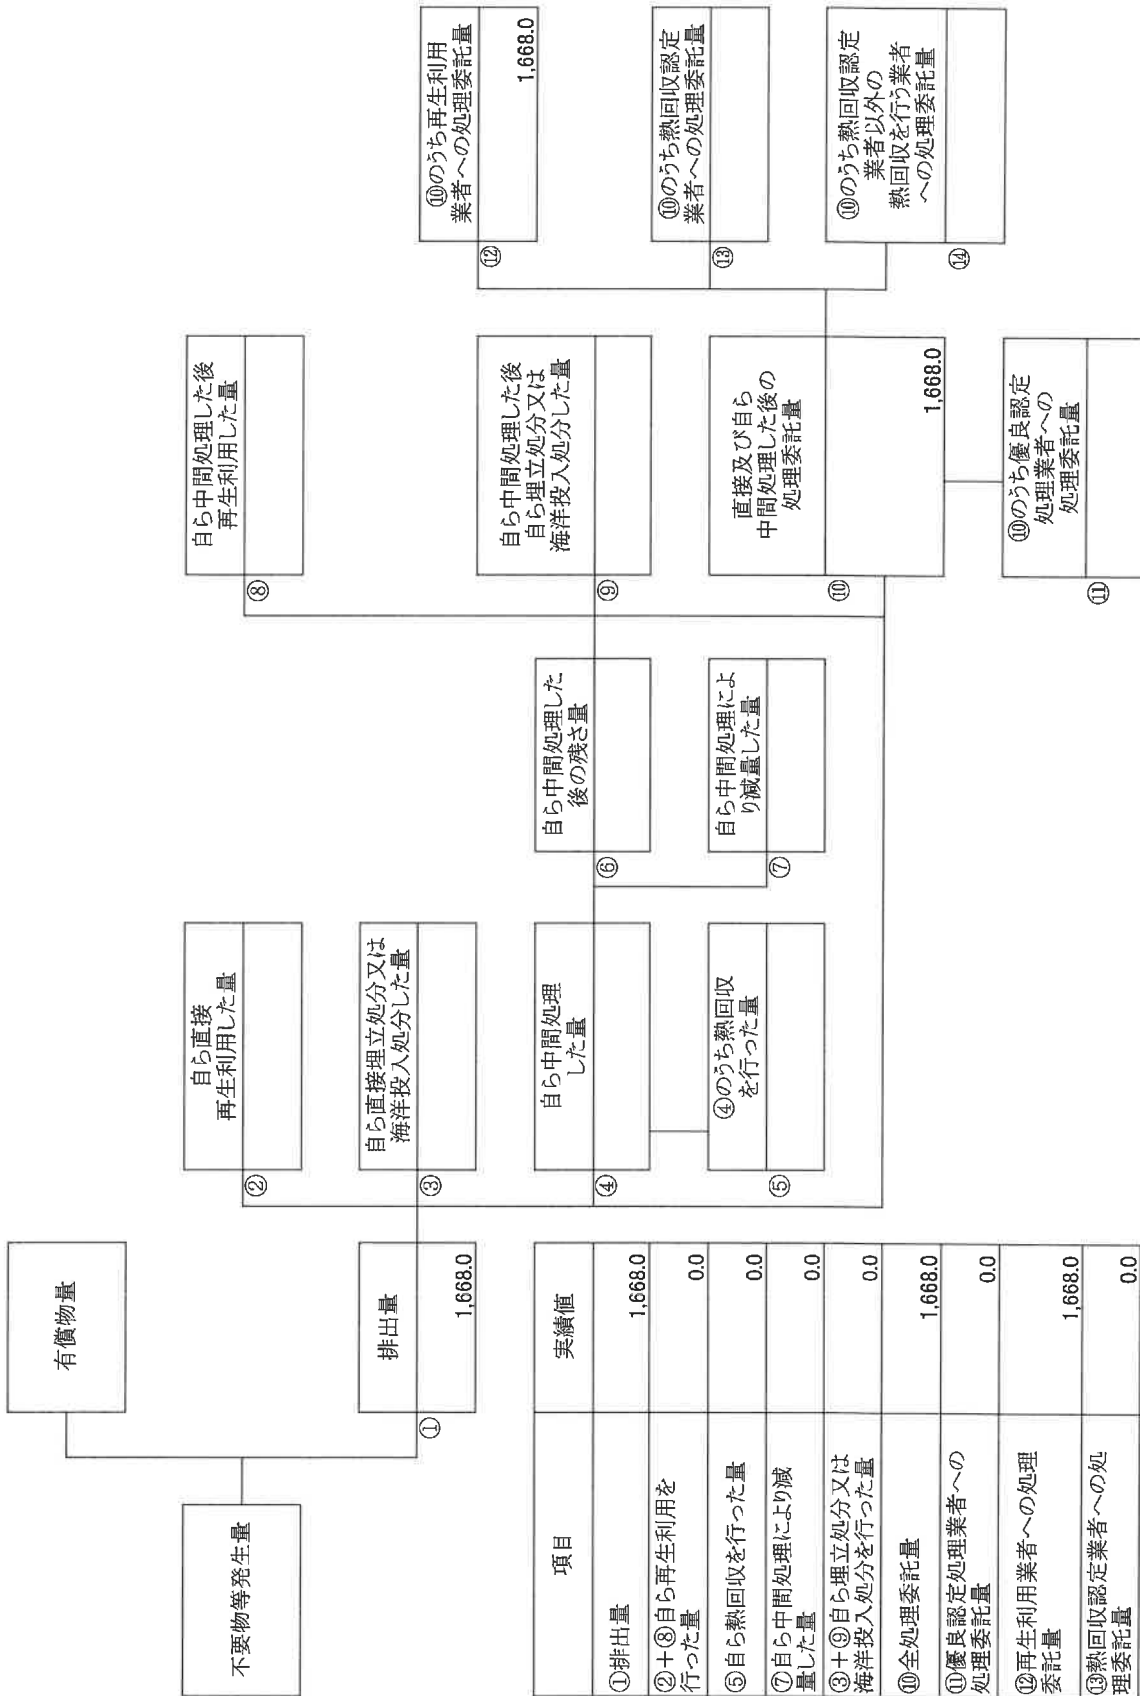 不要物等発生量
有償物量
排出量
①
1,668.0
②
自ら直接
再生利用した量
③
自ら直接埋立処分又は
海洋投入処分した量
④
自ら中間処理
した量
⑤
④のうち熱回収
を行った量
⑥
自ら中間処理した
後の残さ量
⑦
自ら中間処理によ
り減量した量
⑧
自ら中間処理した後
再生利用した量
⑨
自ら中間処理した後
自ら埋立処分又は
海洋投入処分した量
⑩
直接及び自ら
中間処理した後の
処理委託量
1,668.0
⑪
⑩のうち優良認定
処理業者への
処理委託量
⑫
⑩のうち再生利用
業者への処理委託量
1,668.0
⑬
⑩のうち熱回収認定
業者への処理委託量
⑭
⑩のうち熱回収認定
業者以外の
熱回収を行う業者
への処理委託量
項目 実績値
①排出量 1,668.0
②+⑧自ら再生利用を
行った量 0.0
⑤自ら熱回収を行った量 0.0
⑦自ら中間処理により減
量した量 0.0
③+⑨自ら埋立処分又は
海洋投入処分を行った量 0.0
⑩全処理委託量 1,668.0
⑪優良認定処理業者への
処理委託量 0.0
⑫再生利用業者への処理
委託量 1,668.0
⑬熱回収認定業者への処
理委託量 0.0